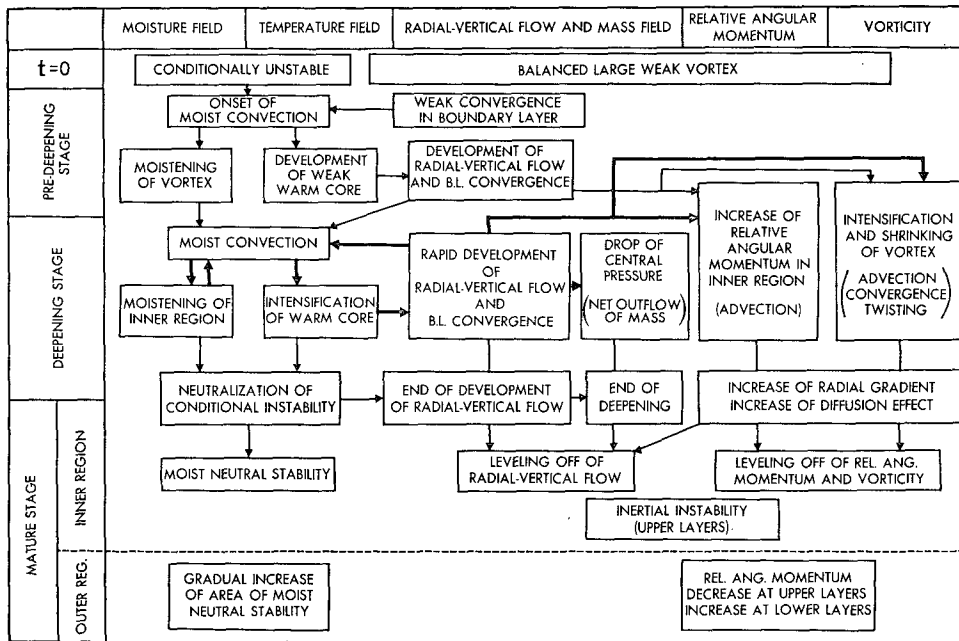 MOISTURE FIELD
TEMPERATURE FIELD
RADIAL-VERTICAL FLOW AND MASS FIELD
RELATIVE ANGULAR
MOMENTUM
VORTICITY
t=0
CONDITIONALLY UNSTABLE
BALANCED LARGE WEAK VORTEX
PRE-DEEPENING
STAGE
ONSET OF
MOIST CONVECTION
WEAK CONVERGENCE
IN BOUNDARY LAYER
MOISTENING
OF VORTEX
DEVELOPMENT
OF WEAK
WARM CORE
DEVELOPMENT OF
RADIAL-VERTICAL FLOW
AND B.L. CONVERGENCE
DEEPENING STAGE
MOIST CONVECTION
RAPID DEVELOPMENT
OF
RADIAL-VERTICAL FLOW
AND
B.L. CONVERGENCE
DROP OF
CENTRAL
PRESSURE
(NET OUTFLOW
OF MASS)
INCREASE OF
RELATIVE
ANGULAR
MOMENTUM IN
INNER REGION
(ADVECTION)
INTENSIFICATION
AND SHRINKING
OF VORTEX
(ADVECTION
CONVERGENCE
TWISTING)
MOISTENING OF
INNER REGION
INTENSIFICATION
OF WARM CORE
NEUTRALIZATION OF
CONDITIONAL INSTABILITY
END OF DEVELOPMENT
OF RADIAL-VERTICAL FLOW
END OF
DEEPENING
INCREASE OF RADIAL GRADIENT
INCREASE OF DIFFUSION EFFECT
MATURE STAGE
INNER REGION
MOIST NEUTRAL STABILITY
LEVELING OFF OF
RADIAL-VERTICAL FLOW
LEVELING OFF OF REL. ANG.
MOMENTUM AND VORTICITY
INERTIAL INSTABILITY
(UPPER LAYERS)
OUTER REG.
GRADUAL INCREASE
OF AREA OF MOIST
NEUTRAL STABILITY
REL. ANG. MOMENTUM
DECREASE AT UPPER LAYERS
INCREASE AT LOWER LAYERS